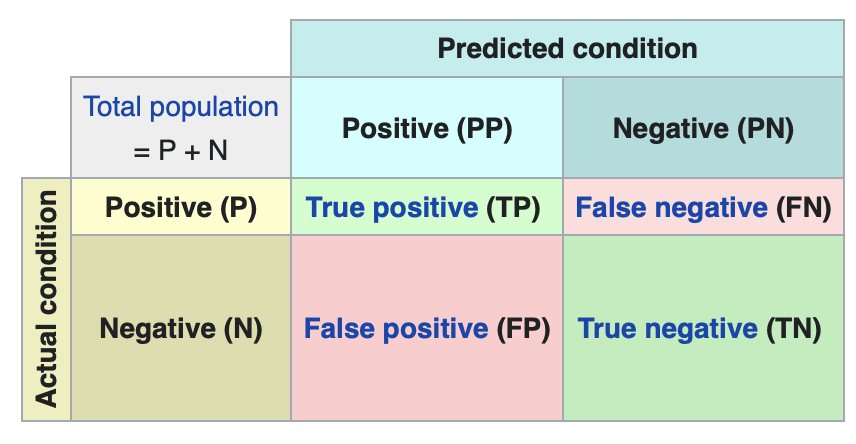 Predicted condition
Total population
= P + N
Positive (PP)
Negative (PN)
Actual condition
Positive (P)
True positive (TP)
False negative (FN)
Negative (N)
False positive (FP)
True negative (TN)